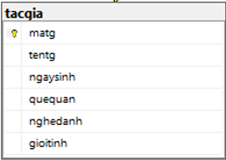 tacgia
matg
tentg
ngaysinh
quequan
nghedanh
gioitinh